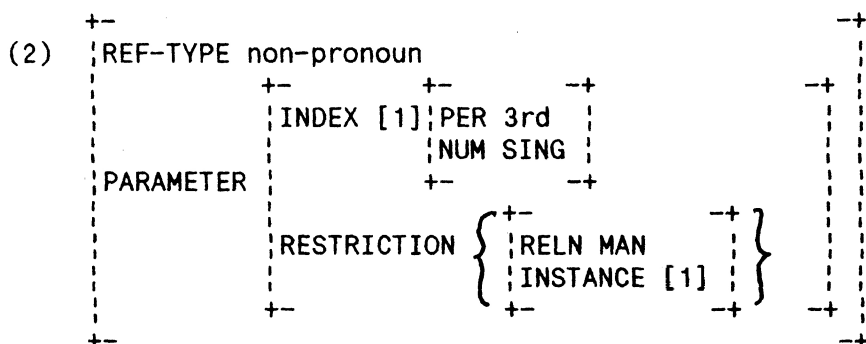 (2) REF-TYPE non-pronoun
INDEX [1] PER 3rd
NUM SING
PARAMETER
RESTRICTION { RELN MAN }
INSTANCE [1]